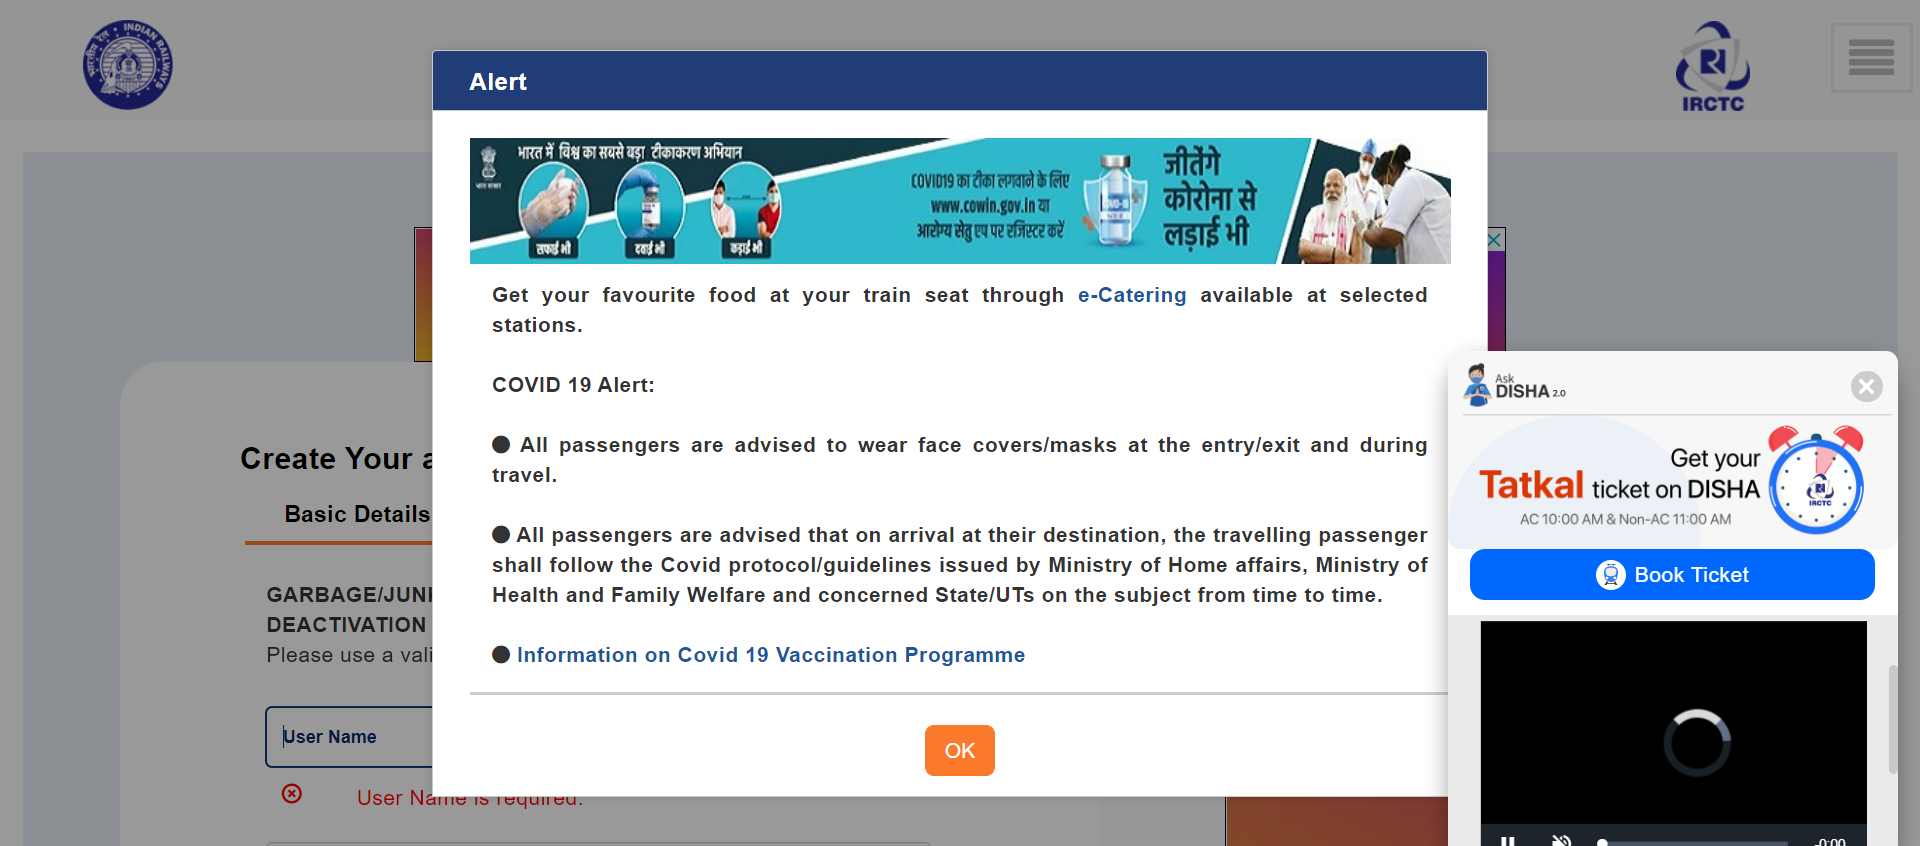 भारतीय रेल INDIAN RAILWAYS
IRCTC
Alert
भारत में विश्व का सबसे बड़ा टीकाकरण अभियान
भारत सरकार
सफाई भी
दवाई भी
कड़ाई भी
COVID19 का टीका लगवाने के लिए
www.cowin.gov.in या
आरोग्य सेतु एप पर रजिस्टर करें
जीतेंगे
कोरोना से
लड़ाई भी
Get your favourite food at your train seat through e-Catering available at selected
stations.
COVID 19 Alert:
● All passengers are advised to wear face covers/masks at the entry/exit and during
travel.
● All passengers are advised that on arrival at their destination, the travelling passenger
shall follow the Covid protocol/guidelines issued by Ministry of Home affairs, Ministry of
Health and Family Welfare and concerned State/UTs on the subject from time to time.
● Information on Covid 19 Vaccination Programme
OK
Create Your a
Basic Details
GARBAGE/JUN
DEACTIVATION
Please use a vali
User Name
User Name is required.
Ask
DISHA 2.0
Get your
Tatkal ticket on DISHA
AC 10:00 AM & Non-AC 11:00 AM
IRCTC
Book Ticket
-0:00